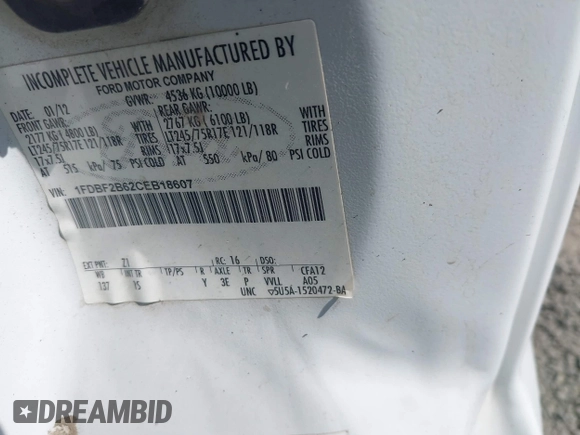 INCOMPLETE VEHICLE MANUFACTURED BY
FORD MOTOR COMPANY
DATE: 01/12 GVWR: 4536 KG (10000 LB)
FRONT GAWR: REAR GAWR:
2177 KG (4800 LB) 2767 KG (6100 LB) WITH
245/75R17E 121/118R LT245/75R17E 121/118R TIRES
17x7.5J 17x7.5J RIMS
AT 515 kPa/ 75 PSI COLD AT 550 kPa/ 80 PSI COLD
VIN: 1FDBF2B62CEB18607
EXT PNT: Z1 RC: 16 DSO:
WB INT TR TP/PS R AXLE TR SPR CFA12
137 IS Y 3E P VVLL A05
UNC 5U5A-1520472-BA
DREAMBID